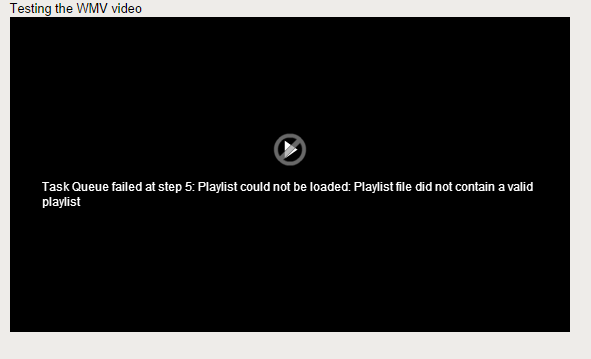 Testing the WMV video
Task Queue failed at step 5: Playlist could not be loaded: Playlist file did not contain a valid
playlist